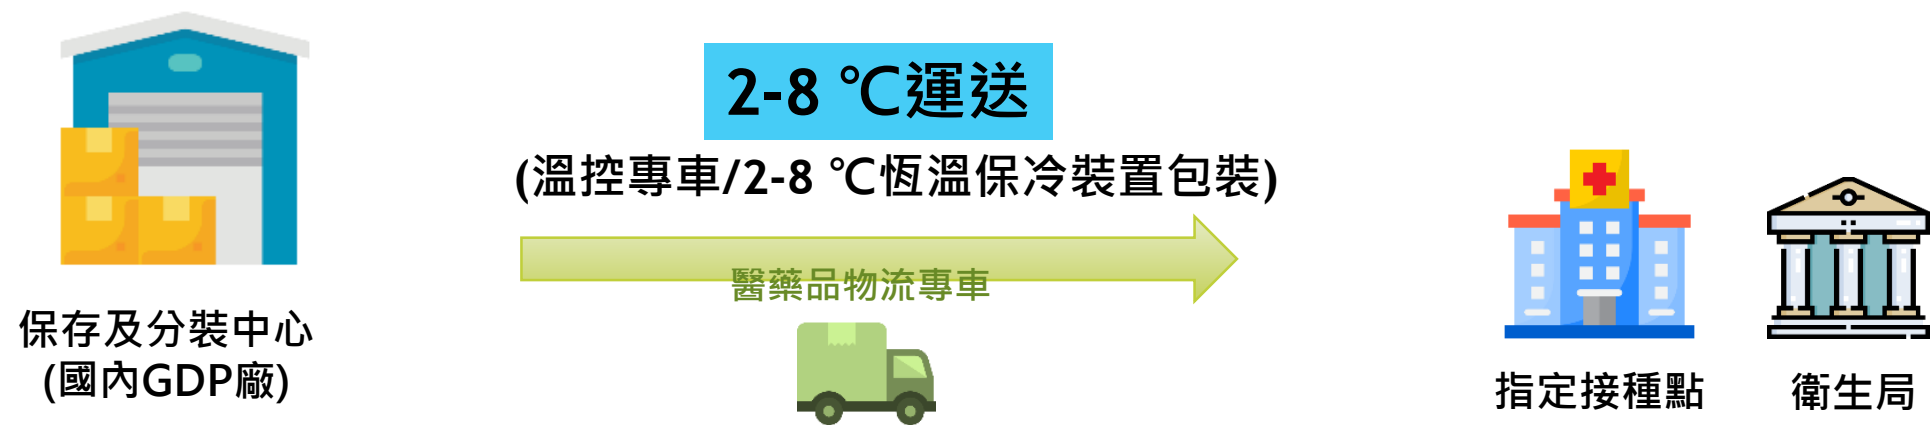 2-8 ℃運送
(溫控專車/2-8 ℃恆溫保冷裝置包裝)
醫藥品物流專車
保存及分裝中心
(國內GDP廠)
指定接種點
衛生局